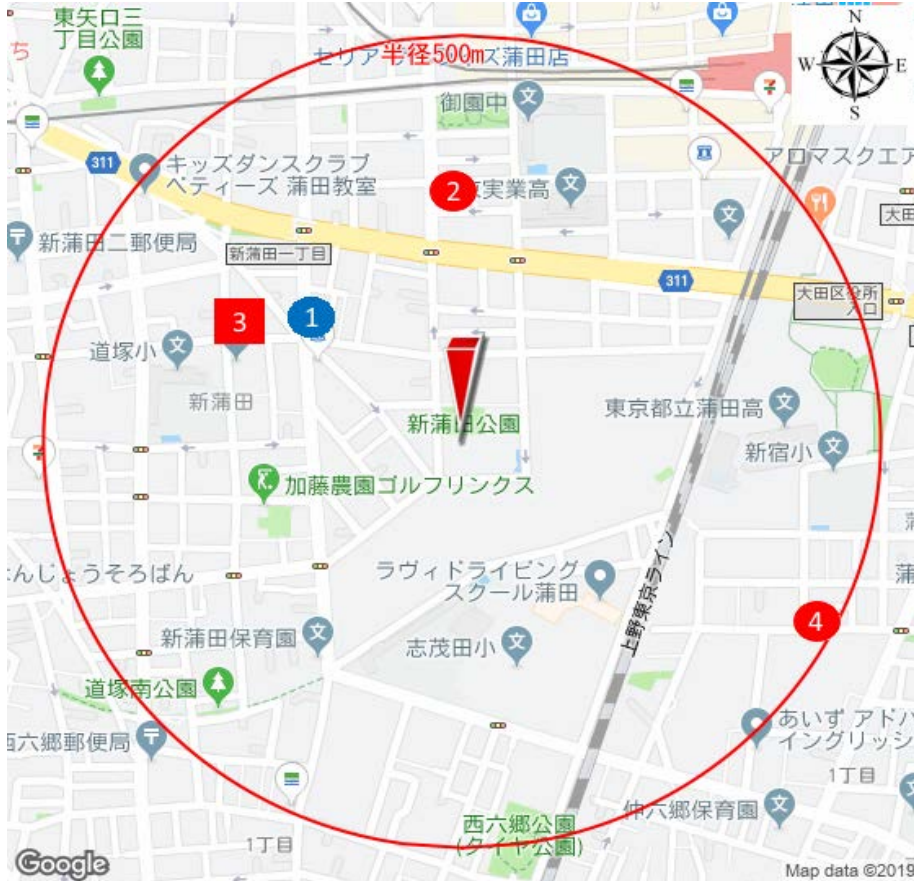 東矢口三
丁目公園
セリア
ズ蒲田店
半径500m
N
W
E
S
御園中
311
キッズダンスクラブ
ペティーズ 蒲田教室
2
実業高
アロマスクエア
新蒲田二郵便局
新蒲田一丁目
311
大田区役所
入口
3
1
道塚小
新蒲田
新蒲田公園
東京都立蒲田高
新宿小
加藤農園ゴルフリンクス
んじょうそろばん
ラヴィドライビング
スクール蒲田
上野東京ライン
4
新蒲田保育園
志茂田小
道塚南公園
西六郷郵便局
あいず アドバ
イングリッシ
1丁目
仲六郷保育園
西六郷公園
(タイヤ公園)
1丁目
Google
Map data ©2019